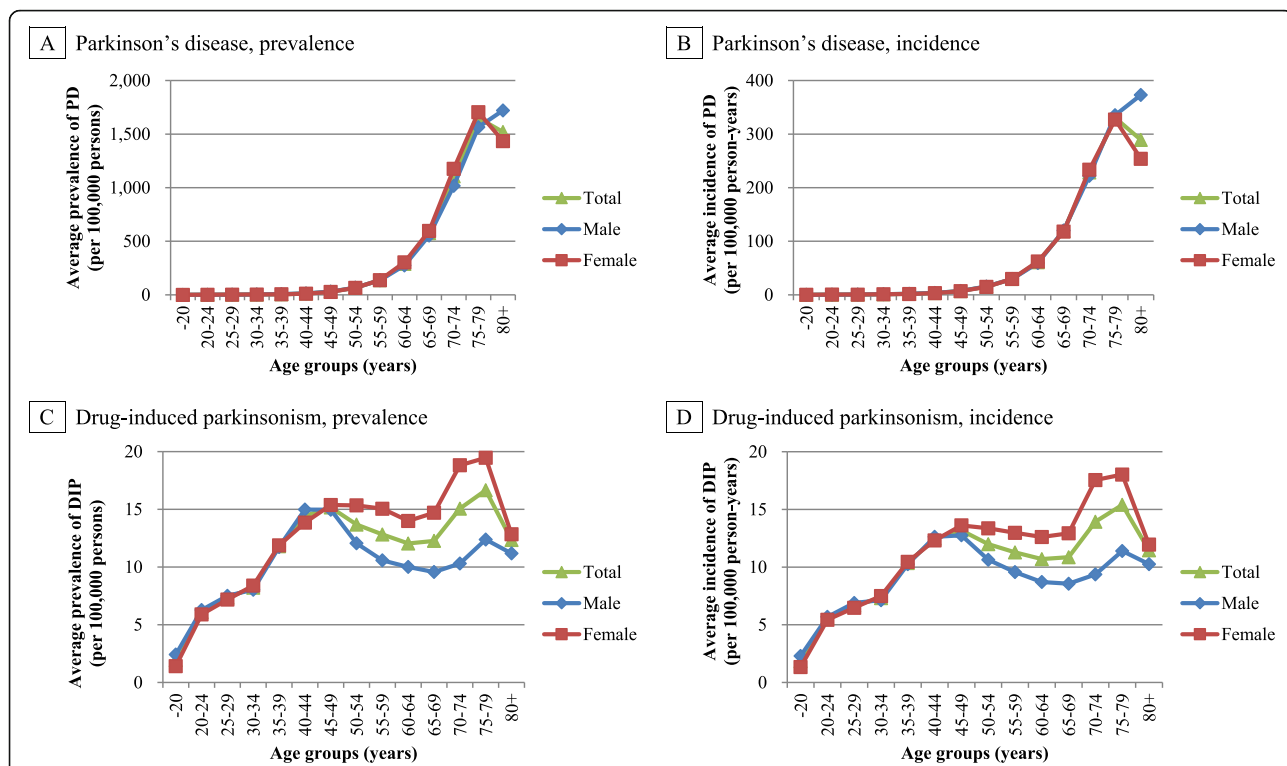 A Parkinson's disease, prevalence
Average prevalence of PD
(per 100,000 persons)
2,000
1,500
1,000
500
0
-20
20-24
25-29
30-34
35-39
40-44
45-49
50-54
55-59
60-64
65-69
70-74
75-79
80+
Age groups (years)
Total
Male
Female
B Parkinson's disease, incidence
Average incidence of PD
(per 100,000 person-years)
400
300
200
100
0
-20
20-24
25-29
30-34
35-39
40-44
45-49
50-54
55-59
60-64
65-69
70-74
75-79
80+
Age groups (years)
Total
Male
Female
C Drug-induced parkinsonism, prevalence
Average prevalence of DIP
(per 100,000 persons)
20
15
10
5
0
-20
20-24
25-29
30-34
35-39
40-44
45-49
50-54
55-59
60-64
65-69
70-74
75-79
80+
Age groups (years)
Total
Male
Female
D Drug-induced parkinsonism, incidence
Average incidence of DIP
(per 100,000 person-years)
20
15
10
5
0
-20
20-24
25-29
30-34
35-39
40-44
45-49
50-54
55-59
60-64
65-69
70-74
75-79
80+
Age groups (years)
Total
Male
Female